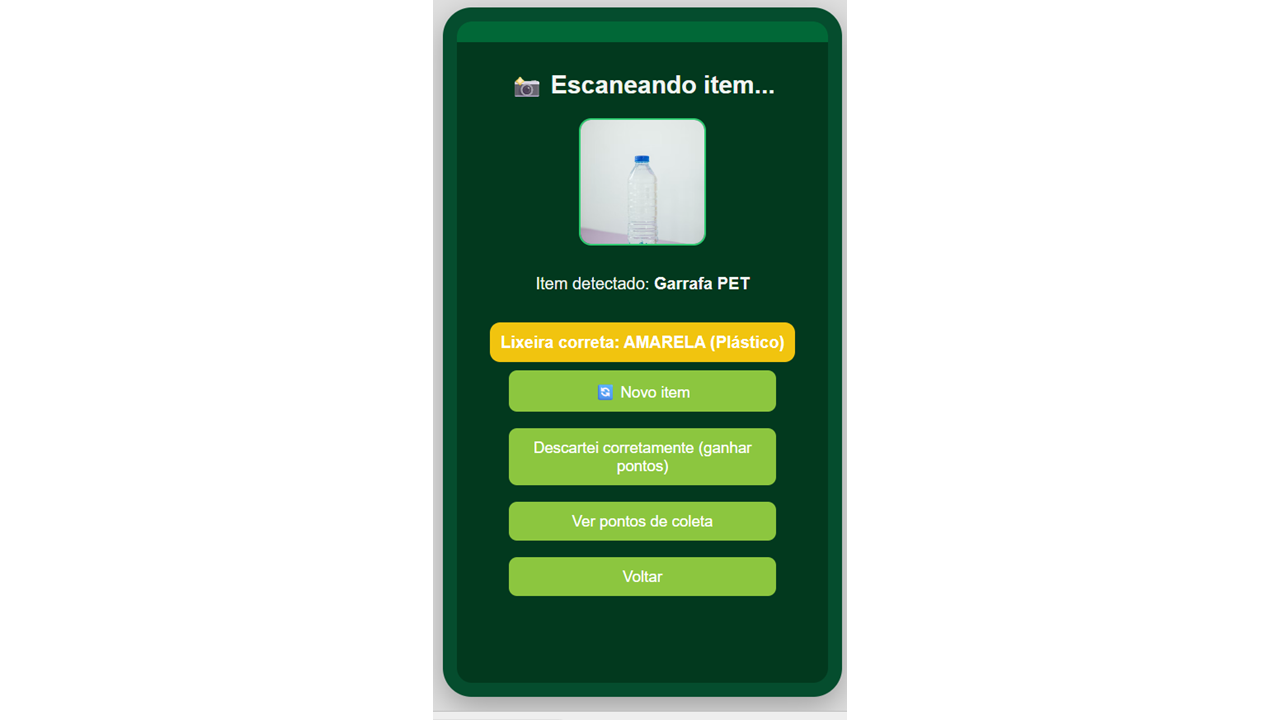 Escaneando item...
Item detectado: Garrafa PET
Lixeira correta: AMARELA (Plástico)
Novo item
Descartei corretamente (ganhar
pontos)
Ver pontos de coleta
Voltar